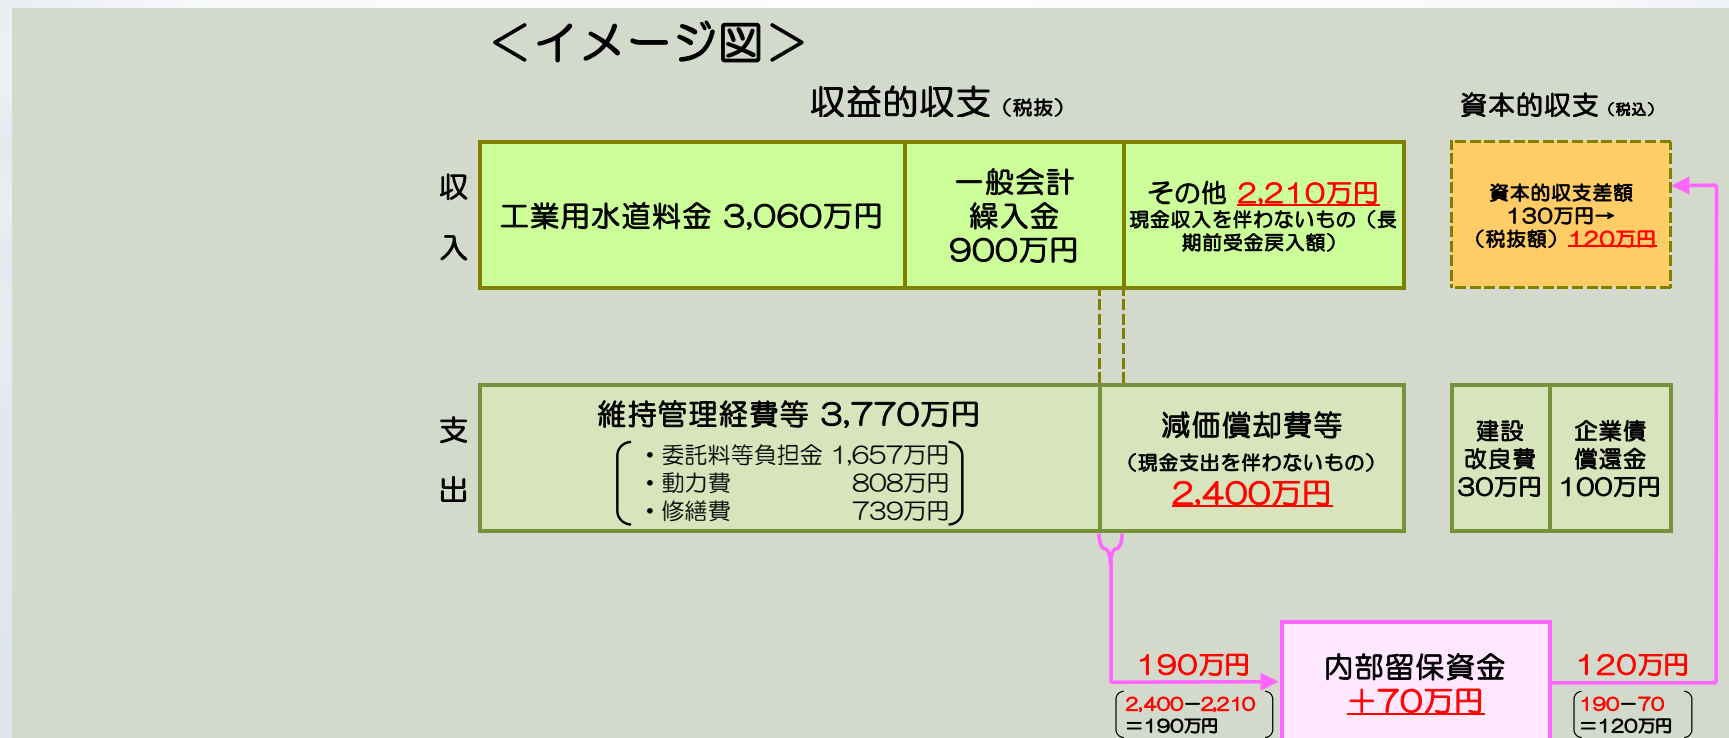 ＜イメージ図＞
収益的収支（税抜）
資本的収支（税込）
収
入
工業用水道料金 3,060万円
一般会計
繰入金
900万円
その他 2,210万円
現金収入を伴わないもの（長
期前受金戻入額）
資本的収支差額
130万円→
（税抜額）120万円
支
出
維持管理経費等 3,770万円
・委託料等負担金 1,657万円
・動力費 808万円
・修繕費 739万円
減価償却費等
（現金支出を伴わないもの）
2,400万円
建設
改良費
30万円
企業債
償還金
100万円
190万円
2,400－2,210
＝190万円
内部留保資金
＋70万円
120万円
190－70
＝120万円